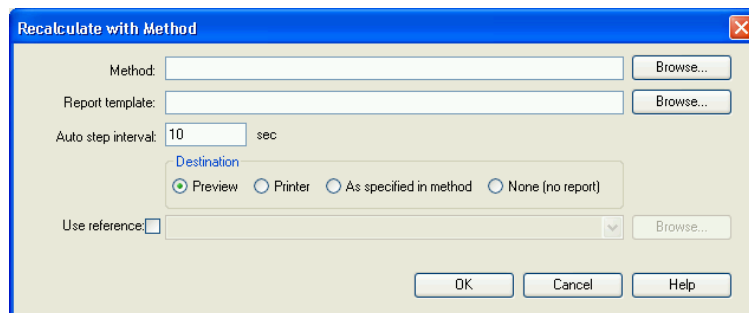 Recalculate with Method
Method: Browse...
Report template: Browse...
Auto step interval: 10 sec
Destination
Preview Printer As specified in method None (no report)
Use reference: Browse...
OK Cancel Help